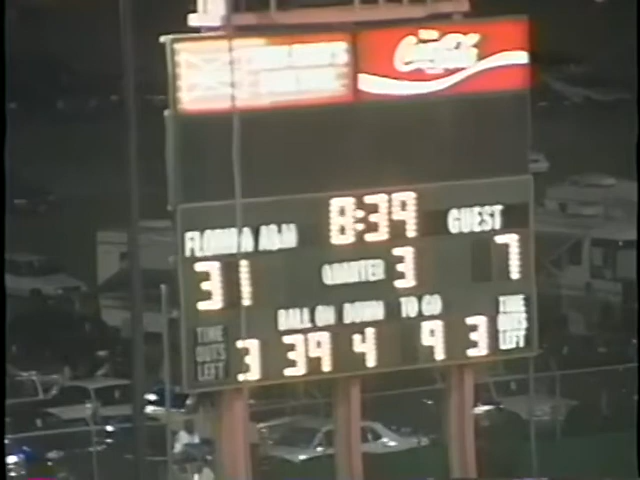 Coca-Cola
8:39
FLORIDA A&M
GUEST
31
QUARTER 3
7
BALL ON DOWN TO GO
TIME OUTS LEFT 3 39 4 9 3 TIME OUTS LEFT